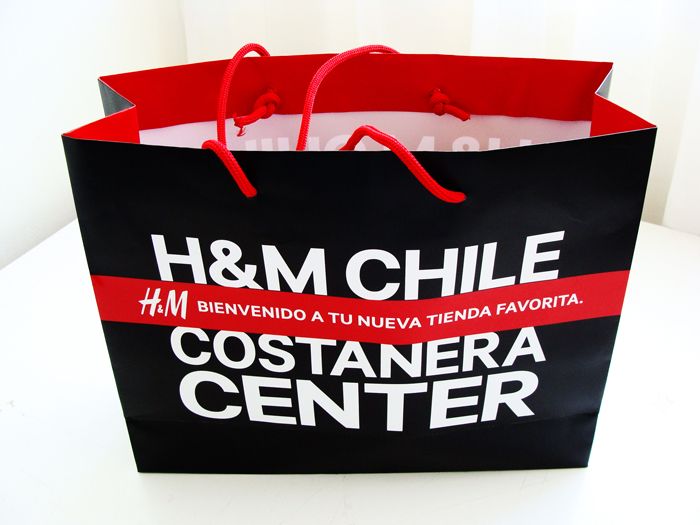 H&M CHILE
H&M BIENVENIDO A TU NUEVA TIENDA FAVORITA.
COSTANERA
CENTER